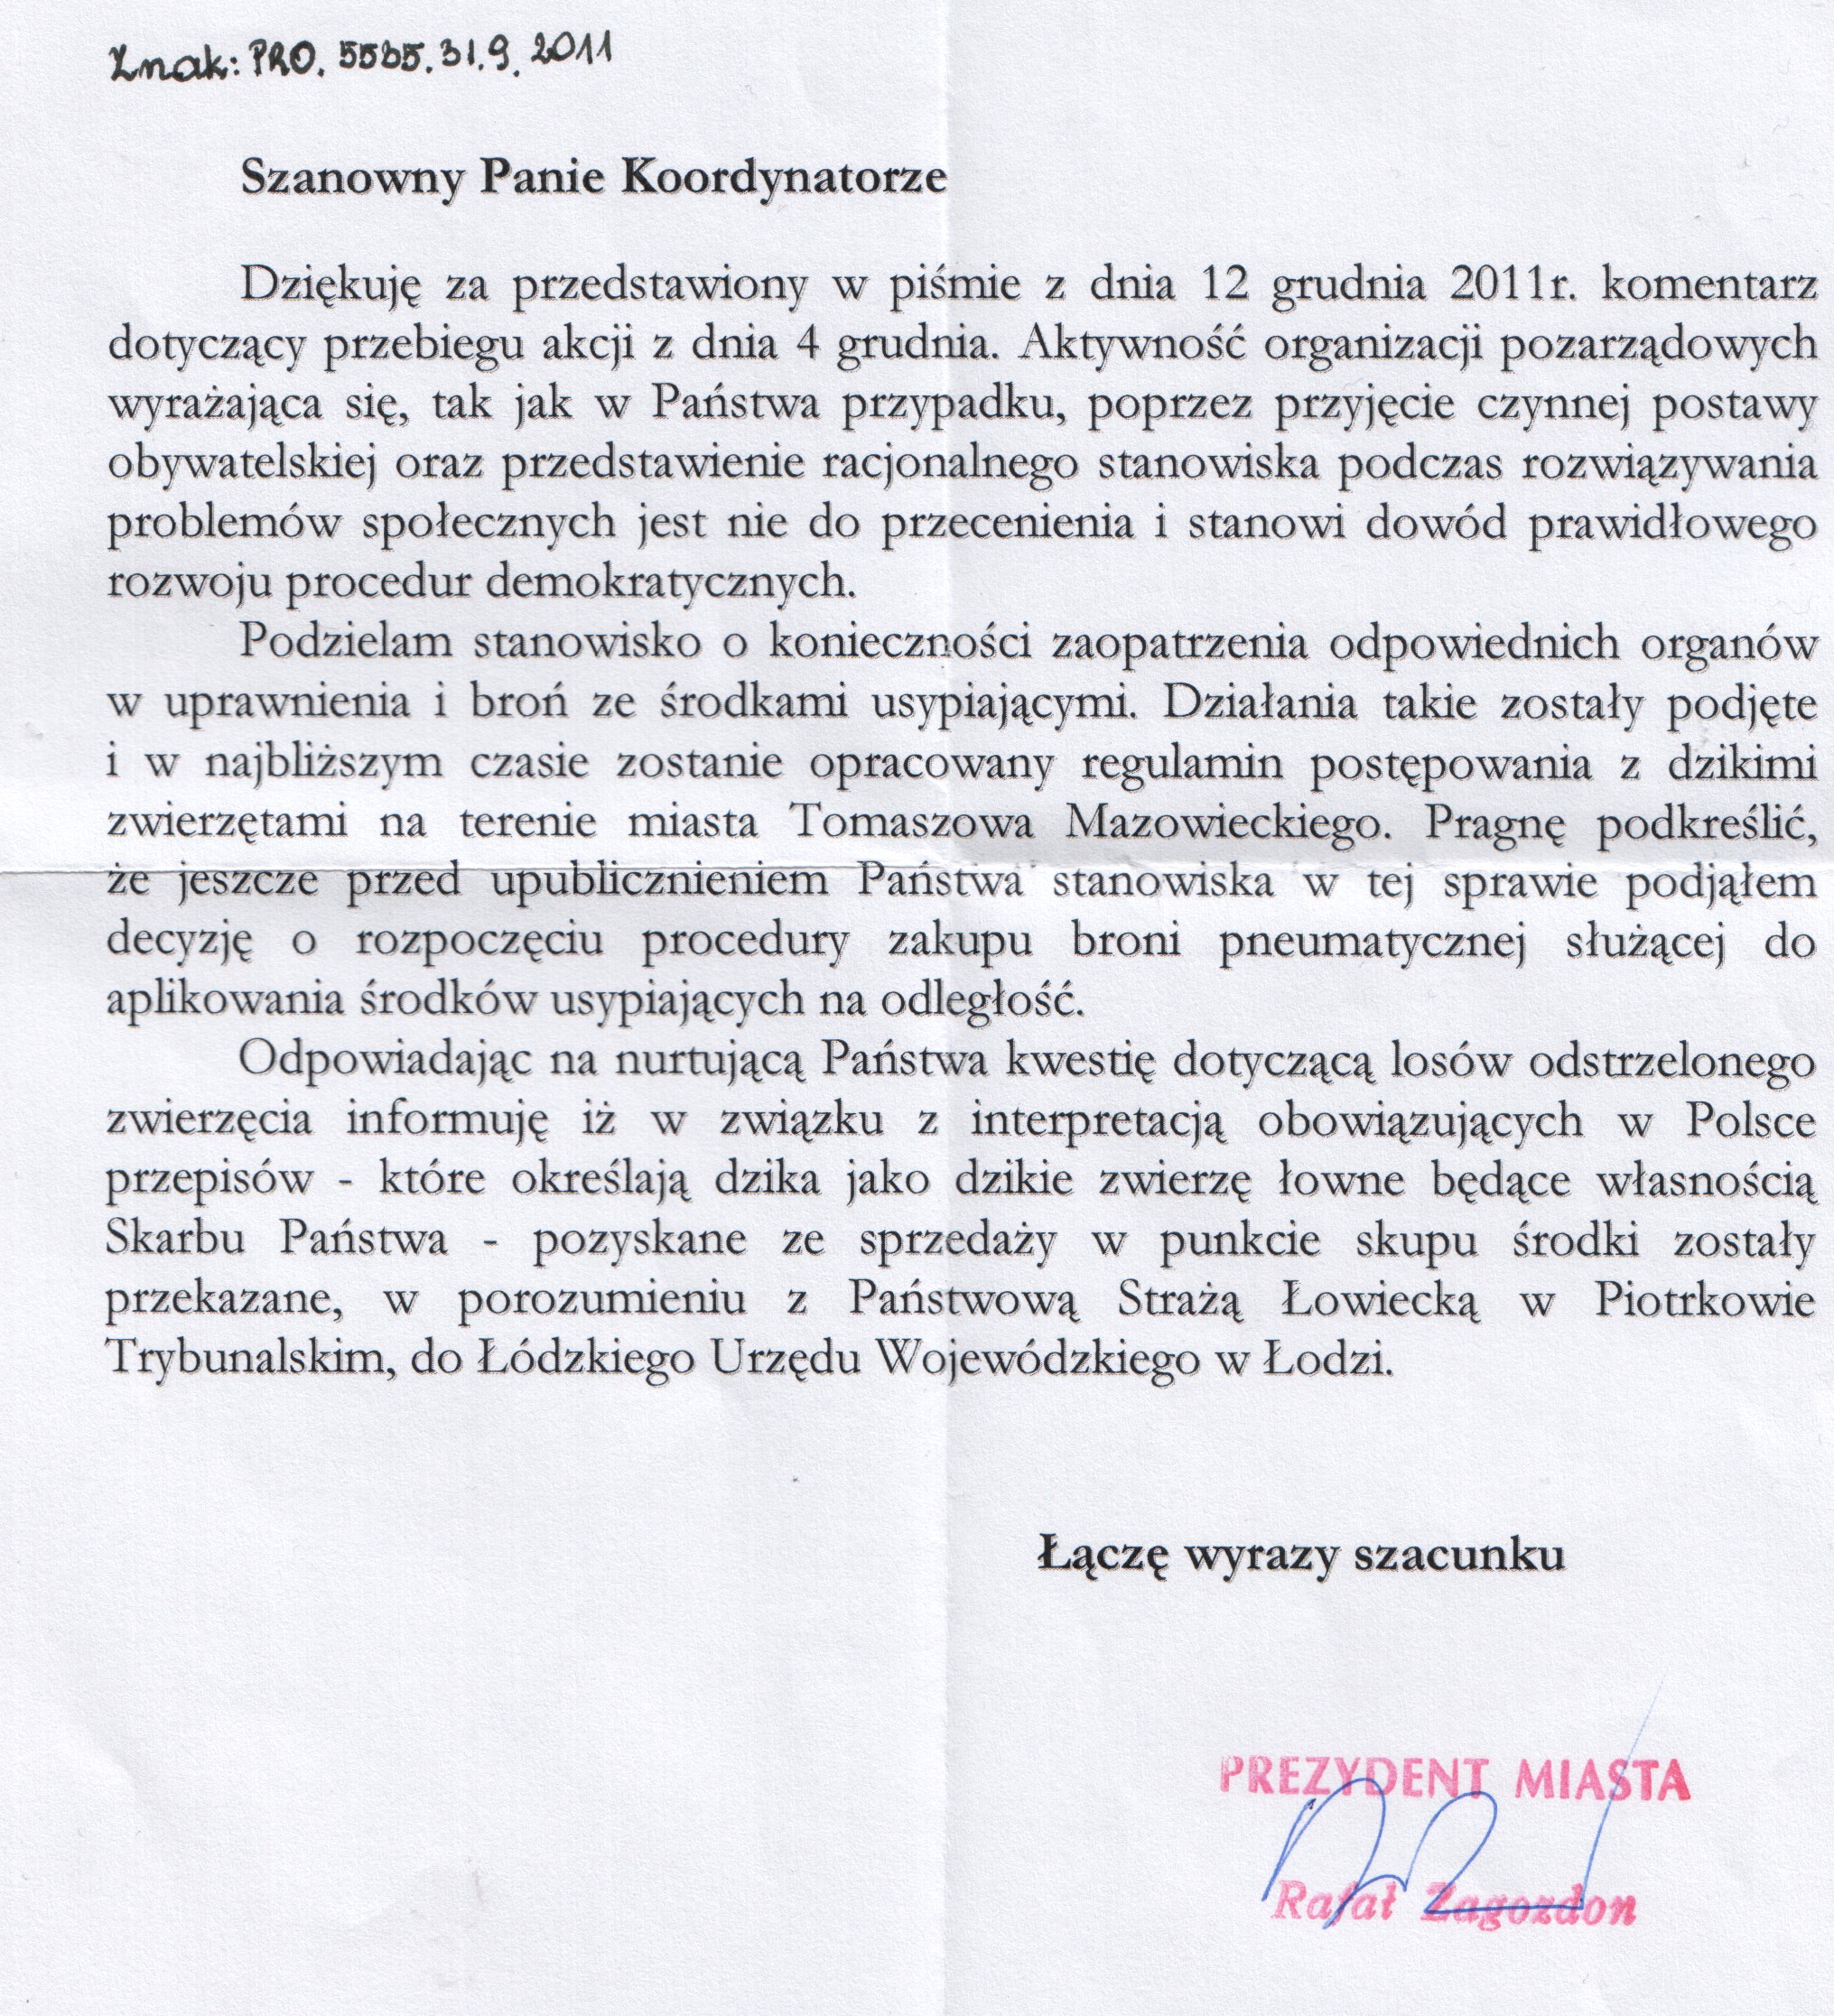 Znak: PRO. 5535.31.9.2011
Szanowny Panie Koordynatorze
Dziękuję za przedstawiony w piśmie z dnia 12 grudnia 2011r. komentarz
dotyczący przebiegu akcji z dnia 4 grudnia. Aktywność organizacji pozarządowych
wyrażająca się, tak jak w Państwa przypadku, poprzez przyjęcie czynnej postawy
obywatelskiej oraz przedstawienie racjonalnego stanowiska podczas rozwiązywania
problemów społecznych jest nie do przecenienia i stanowi dowód prawidłowego
rozwoju procedur demokratycznych.
Podzielam stanowisko o konieczności zaopatrzenia odpowiednich organów
w uprawnienia i broń ze środkami usypiającymi. Działania takie zostały podjęte
i w najbliższym czasie zostanie opracowany regulamin postępowania z dzikimi
zwierzętami na terenie miasta Tomaszowa Mazowieckiego. Pragnę podkreślić,
że jeszcze przed upublicznieniem Państwa stanowiska w tej sprawie podjąłem
decyzję o rozpoczęciu procedury zakupu broni pneumatycznej służącej do
aplikowania środków usypiających na odległość.
Odpowiadając na nurtującą Państwa kwestię dotyczącą losów odstrzelonego
zwierzęcia informuję iż w związku z interpretacją obowiązujących w Polsce
przepisów - które określają dzika jako dzikie zwierzę łowne będące własnością
Skarbu Państwa - pozyskane ze sprzedaży w punkcie skupu środki zostały
przekazane, w porozumieniu z Państwową Strażą Łowiecką w Piotrkowie
Trybunalskim, do Łódzkiego Urzędu Wojewódzkiego w Łodzi.
Łączę wyrazy szacunku
PREZYDENT MIASTA
Rafał Zagozdon